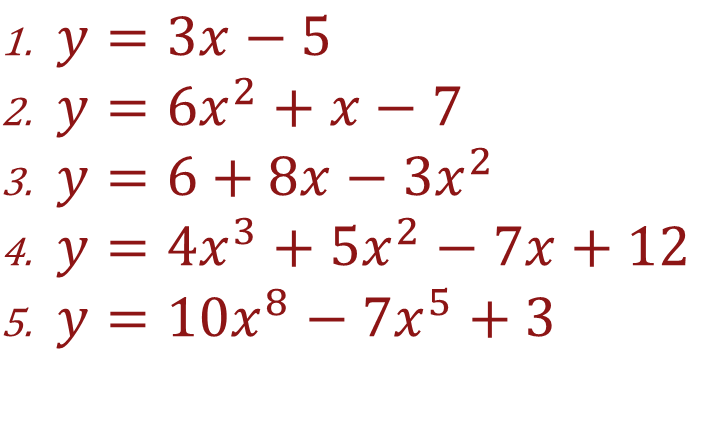 1. y = 3x − 5
2. y = 6x² + x − 7
3. y = 6 + 8x − 3x²
4. y = 4x³ + 5x² − 7x + 12
5. y = 10x⁸ − 7x⁵ + 3